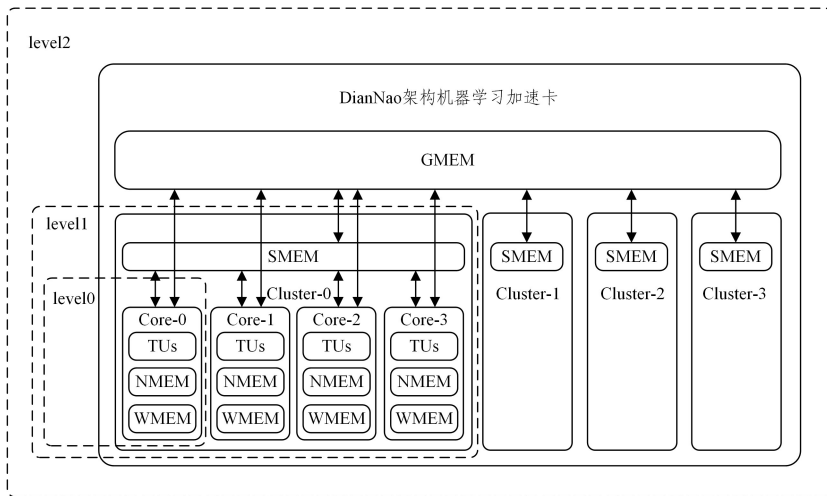 level2
DianNao架构机器学习加速卡
GMEM
level1
SMEM
SMEM
SMEM
SMEM
level0
Cluster-0
Cluster-1
Cluster-2
Cluster-3
Core-0
Core-1
Core-2
Core-3
TUs
TUs
TUs
TUs
NMEM
NMEM
NMEM
NMEM
WMEM
WMEM
WMEM
WMEM